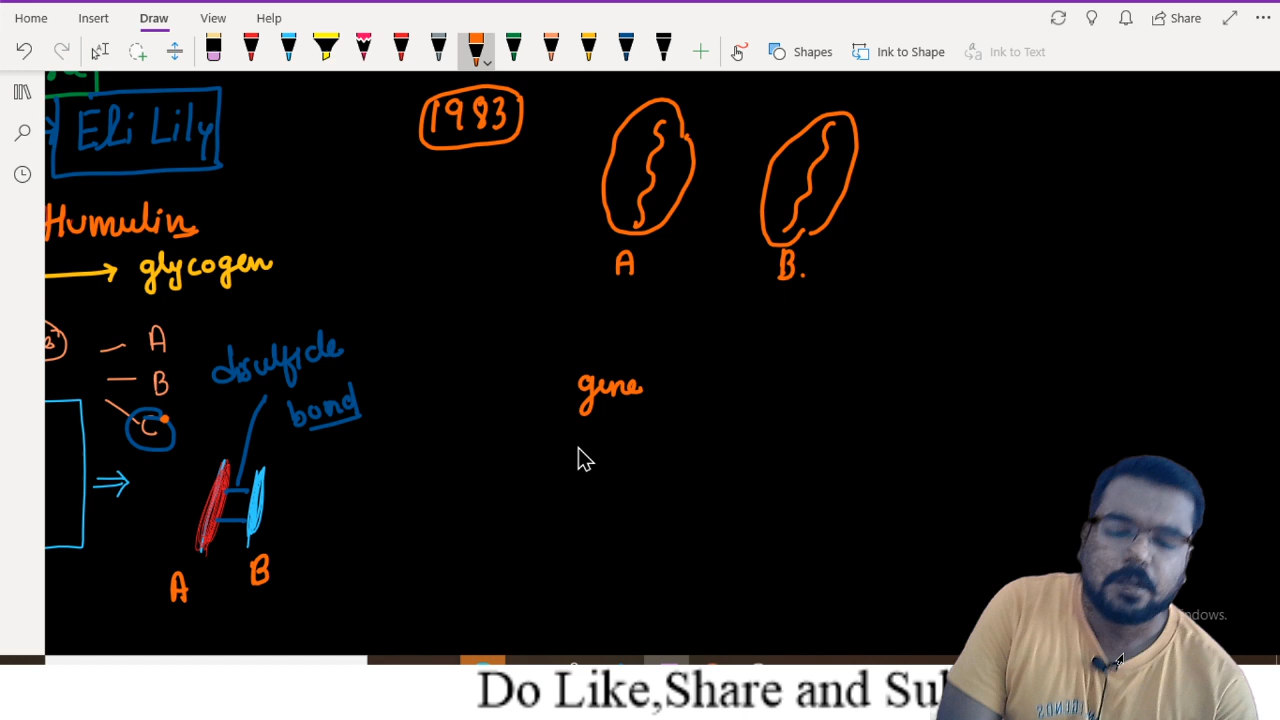 Home Insert Draw View Help
Share
Shapes Ink to Shape Ink to Text
Eli Lily
1983
Humulin
glycogen
A B.
A
B
C
disulfide
bond
gene
A B
ndows.
Do Like,Share and Su